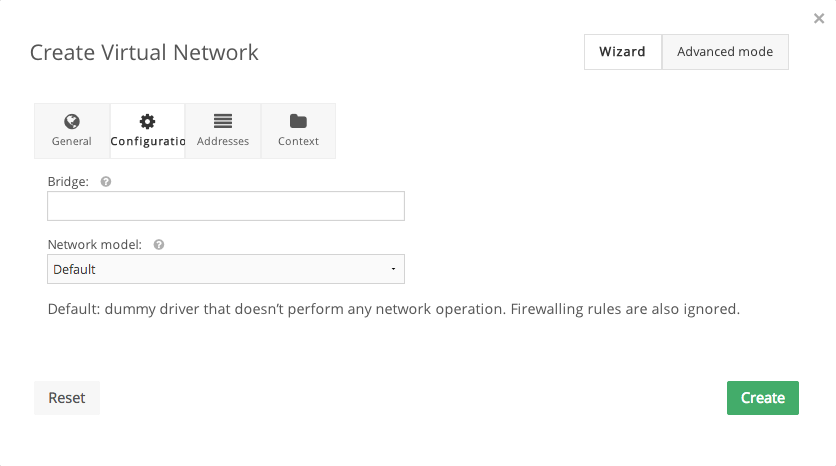 Create Virtual Network
Wizard Advanced mode
General Configuratio Addresses Context
Bridge:
Network model:
Default
Default: dummy driver that doesn’t perform any network operation. Firewalling rules are also ignored.
Reset Create